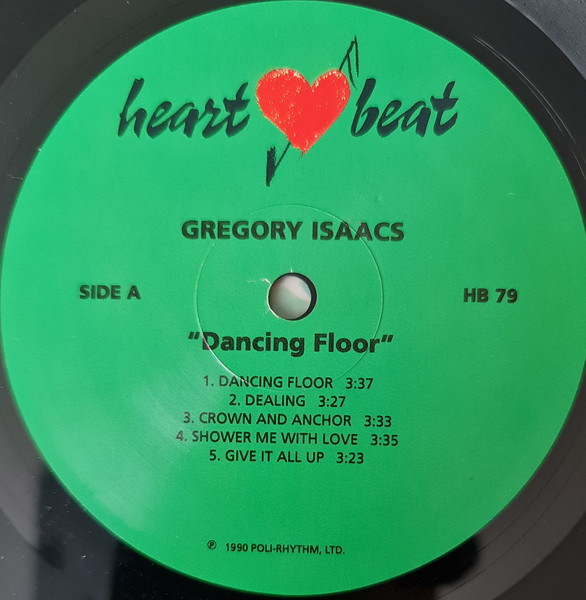 heart beat
GREGORY ISAACS
SIDE A
HB 79
"Dancing Floor"
1. DANCING FLOOR 3:37
2. DEALING 3:27
3. CROWN AND ANCHOR 3:33
4. SHOWER ME WITH LOVE 3:35
5. GIVE IT ALL UP 3:23
℗ 1990 POLI-RHYTHM, LTD.